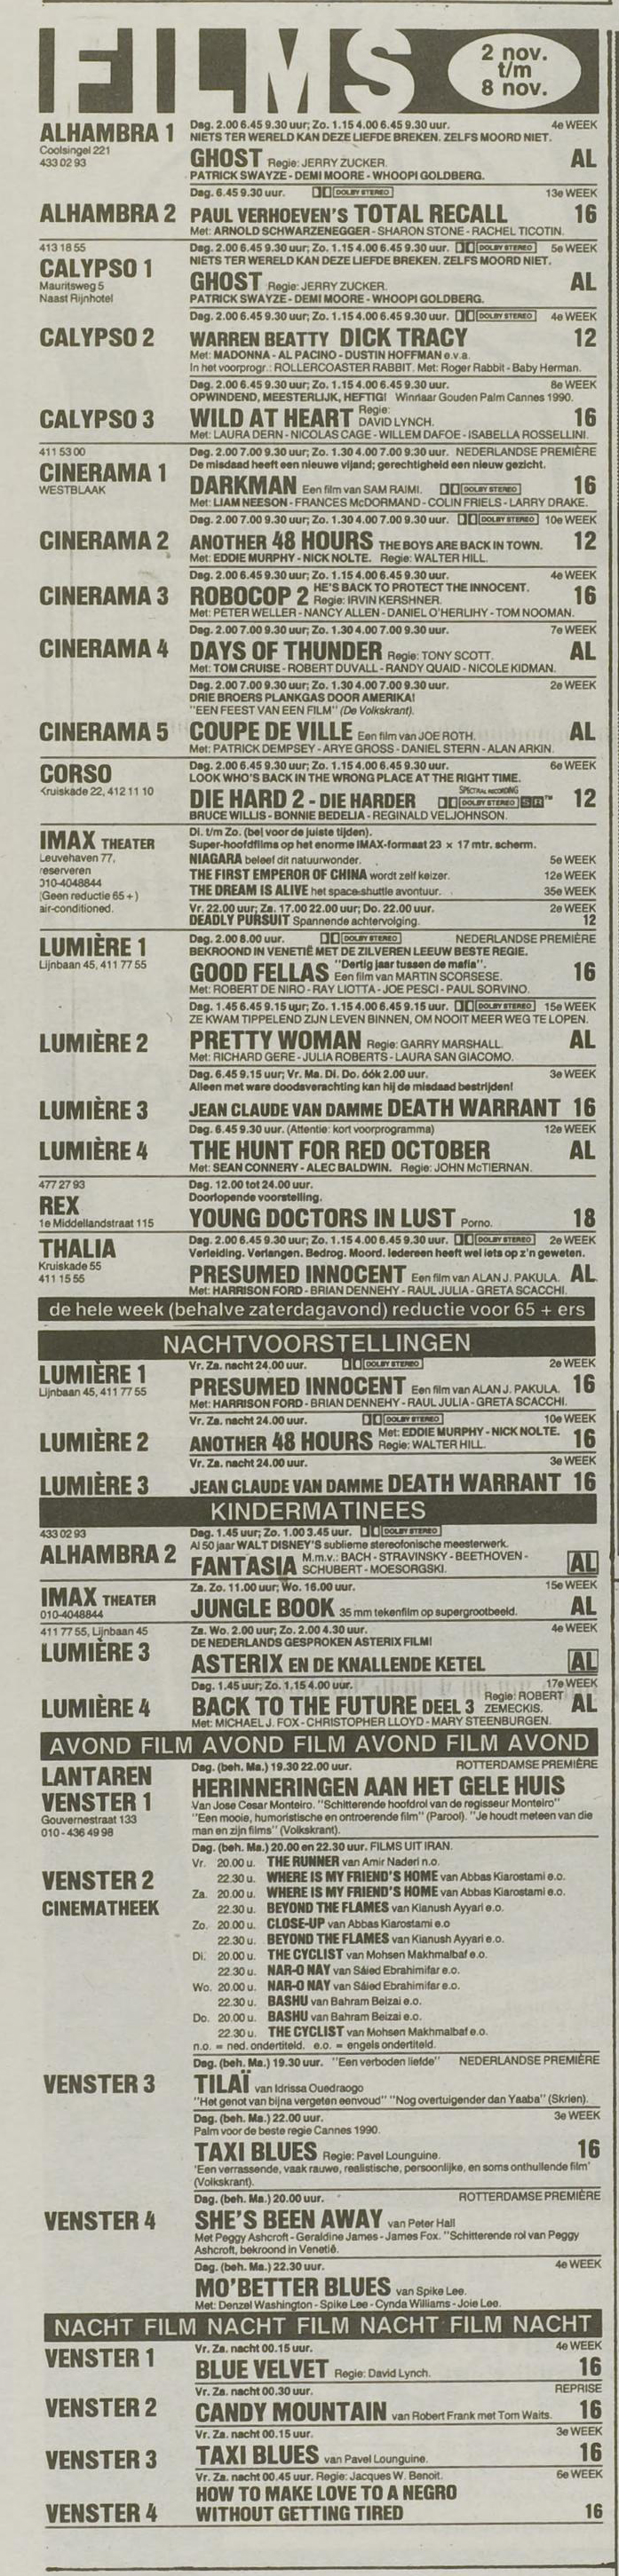 FILMS
2 nov.
t/m
8 nov.
ALHAMBRA 1
Coolsingel 221
433 02 93
Dag. 2.00 6.45 9.30 uur; Zo. 1.15 4.00 6.45 9.30 uur. 4e WEEK
NIETS TER WERELD KAN DEZE LIEFDE BREKEN. ZELFS MOORD NIET.
GHOST Regie: JERRY ZUCKER. AL
PATRICK SWAYZE - DEMI MOORE - WHOOPI GOLDBERG.
Dag. 6.45 9.30 uur. DOLBY STEREO 13e WEEK
ALHAMBRA 2 PAUL VERHOEVEN'S TOTAL RECALL 16
Met: ARNOLD SCHWARZENEGGER - SHARON STONE - RACHEL TICOTIN.
413 18 55
CALYPSO 1
Mauritsweg 5
Naast Rijnhotel
Dag. 2.00 6.45 9.30 uur; Zo. 1.15 4.00 6.45 9.30 uur. DOLBY STEREO 5e WEEK
NIETS TER WERELD KAN DEZE LIEFDE BREKEN. ZELFS MOORD NIET.
GHOST Regie: JERRY ZUCKER. AL
PATRICK SWAYZE - DEMI MOORE - WHOOPI GOLDBERG.
Dag. 2.00 6.45 9.30 uur; Zo. 1.15 4.00 6.45 9.30 uur. DOLBY STEREO 4e WEEK
CALYPSO 2 WARREN BEATTY DICK TRACY 12
Met: MADONNA - AL PACINO - DUSTIN HOFFMAN e.v.a.
In het voorprogr.: ROLLERCOASTER RABBIT. Met: Roger Rabbit - Baby Herman.
Dag. 2.00 6.45 9.30 uur; Zo. 1.15 4.00 6.45 9.30 uur. 8e WEEK
OPWINDEND, MEESTERLIJK, HEFTIG! Winnaar Gouden Palm Cannes 1990.
CALYPSO 3 WILD AT HEART Regie: DAVID LYNCH. 16
Met: LAURA DERN - NICOLAS CAGE - WILLEM DAFOE - ISABELLA ROSSELLINI.
411 53 00
CINERAMA 1
WESTBLAAK
Dag. 2.00 7.00 9.30 uur; Zo. 1.30 4.00 7.00 9.30 uur. NEDERLANDSE PREMIÈRE
De misdaad heeft een nieuwe vijand; gerechtigheid een nieuw gezicht.
DARKMAN Een film van SAM RAIMI. DOLBY STEREO 16
Met: LIAM NEESON - FRANCES McDORMAND - COLIN FRIELS - LARRY DRAKE.
Dag. 2.00 7.00 9.30 uur; Zo. 1.30 4.00 7.00 9.30 uur. DOLBY STEREO 10e WEEK
CINERAMA 2 ANOTHER 48 HOURS THE BOYS ARE BACK IN TOWN. 12
Met: EDDIE MURPHY - NICK NOLTE. Regie: WALTER HILL.
Dag. 2.00 6.45 9.30 uur; Zo. 1.15 4.00 6.45 9.30 uur. 4e WEEK
CINERAMA 3 ROBOCOP 2 HE'S BACK TO PROTECT THE INNOCENT. Regie: IRVIN KERSHNER. 16
Met: PETER WELLER - NANCY ALLEN - DANIEL O'HERLIHY - TOM NOOMAN.
Dag. 2.00 7.00 9.30 uur; Zo. 1.30 4.00 7.00 9.30 uur. 7e WEEK
CINERAMA 4 DAYS OF THUNDER Regie: TONY SCOTT. AL
Met: TOM CRUISE - ROBERT DUVALL - RANDY QUAID - NICOLE KIDMAN.
Dag. 2.00 7.00 9.30 uur; Zo. 1.30 4.00 7.00 9.30 uur. 2e WEEK
DRIE BROERS PLANKGAS DOOR AMERIKA!
"EEN FEEST VAN EEN FILM" (De Volkskrant).
CINERAMA 5 COUPE DE VILLE Een film van JOE ROTH. AL
Met: PATRICK DEMPSEY - ARYE GROSS - DANIEL STERN - ALAN ARKIN.
CORSO
Kruiskade 22, 412 11 10
Dag. 2.00 6.45 9.30 uur; Zo. 1.15 4.00 6.45 9.30 uur. 6e WEEK
LOOK WHO'S BACK IN THE WRONG PLACE AT THE RIGHT TIME.
DIE HARD 2 - DIE HARDER SPECTRAL RECORDING DOLBY STEREO SR™ 12
BRUCE WILLIS - BONNIE BEDELIA - REGINALD VELJOHNSON.
IMAX THEATER
Leuvehaven 77,
reserveren
010-4048844
(Geen reductie 65 +)
air-conditioned.
Di. t/m Zo. (bel voor de juiste tijden).
Super-hoofdfilms op het enorme IMAX-formaat 23 × 17 mtr. scherm.
NIAGARA beleef dit natuurwonder. 5e WEEK
THE FIRST EMPEROR OF CHINA wordt zelf keizer. 12e WEEK
THE DREAM IS ALIVE het space-shuttle avontuur. 35e WEEK
Vr. 22.00 uur; Za. 17.00 22.00 uur; Do. 22.00 uur. 2e WEEK
DEADLY PURSUIT Spannende achtervolging. 12
LUMIÈRE 1
Lijnbaan 45, 411 77 55
Dag. 2.00 8.00 uur. DOLBY STEREO NEDERLANDSE PREMIÈRE
BEKROOND IN VENETIË MET DE ZILVEREN LEEUW BESTE REGIE.
GOOD FELLAS "Dertig jaar tussen de mafia". Een film van MARTIN SCORSESE. 16
Met: ROBERT DE NIRO - RAY LIOTTA - JOE PESCI - PAUL SORVINO.
Dag. 1.45 6.45 9.15 uur; Zo. 1.15 4.00 6.45 9.15 uur. DOLBY STEREO 15e WEEK
ZE KWAM TIPPELEND ZIJN LEVEN BINNEN, OM NOOIT MEER WEG TE LOPEN.
LUMIÈRE 2 PRETTY WOMAN Regie: GARRY MARSHALL. AL
Met: RICHARD GERE - JULIA ROBERTS - LAURA SAN GIACOMO.
Dag. 6.45 9.15 uur; Vr. Ma. Di. Do. óók 2.00 uur. 3e WEEK
Alleen met ware doodsverachting kan hij de misdaad bestrijden!
LUMIÈRE 3 JEAN CLAUDE VAN DAMME DEATH WARRANT 16
Dag. 6.45 9.30 uur. (Attentie: kort voorprogramma) 12e WEEK
LUMIÈRE 4 THE HUNT FOR RED OCTOBER AL
Met: SEAN CONNERY - ALEC BALDWIN. Regie: JOHN McTIERNAN.
477 27 93
REX
1e Middellandstraat 115
Dag. 12.00 tot 24.00 uur.
Doorlopende voorstelling.
YOUNG DOCTORS IN LUST Porno. 18
THALIA
Kruiskade 55
411 15 55
Dag. 2.00 6.45 9.30 uur; Zo. 1.15 4.00 6.45 9.30 uur. DOLBY STEREO 2e WEEK
Verleiding. Verlangen. Bedrog. Moord. Iedereen heeft wel iets op z'n geweten.
PRESUMED INNOCENT Een film van ALAN J. PAKULA. AL
Met: HARRISON FORD - BRIAN DENNEHY - RAUL JULIA - GRETA SCACCHI.
de hele week (behalve zaterdagavond) reductie voor 65 + ers
NACHTVOORSTELLINGEN
LUMIÈRE 1
Lijnbaan 45, 411 77 55
Vr. Za. nacht 24.00 uur. DOLBY STEREO 2e WEEK
PRESUMED INNOCENT Een film van ALAN J. PAKULA. 16
Met: HARRISON FORD - BRIAN DENNEHY - RAUL JULIA - GRETA SCACCHI.
Vr. Za. nacht 24.00 uur. DOLBY STEREO 10e WEEK
LUMIÈRE 2 ANOTHER 48 HOURS Met: EDDIE MURPHY - NICK NOLTE. Regie: WALTER HILL. 16
Vr. Za. nacht 24.00 uur. 3e WEEK
LUMIÈRE 3 JEAN CLAUDE VAN DAMME DEATH WARRANT 16
KINDERMATINEES
433 02 93
ALHAMBRA 2
Dag. 1.45 uur; Zo. 1.00 3.45 uur. DOLBY STEREO
Al 50 jaar WALT DISNEY'S sublieme stereofonische meesterwerk.
FANTASIA M.m.v.: BACH - STRAVINSKY - BEETHOVEN - SCHUBERT - MOESORGSKI. AL
IMAX THEATER
010-4048844
Za. Zo. 11.00 uur; Wo. 16.00 uur. 15e WEEK
JUNGLE BOOK 35 mm tekenfilm op supergrootbeeld. AL
411 77 55, Lijnbaan 45
LUMIÈRE 3
Za. Wo. 2.00 uur; Zo. 2.00 4.30 uur. 4e WEEK
DE NEDERLANDS GESPROKEN ASTERIX FILM!
ASTERIX EN DE KNALLENDE KETEL AL
Dag. 1.45 uur; Zo. 1.15 4.00 uur. 17e WEEK
LUMIÈRE 4 BACK TO THE FUTURE DEEL 3 Regie: ROBERT ZEMECKIS. AL
Met: MICHAEL J. FOX - CHRISTOPHER LLOYD - MARY STEENBURGEN.
AVOND FILM AVOND FILM AVOND FILM AVOND
LANTAREN
VENSTER 1
Gouvernestraat 133
010 - 436 49 98
Dag. (beh. Ma.) 19.30 22.00 uur. ROTTERDAMSE PREMIÈRE
HERINNERINGEN AAN HET GELE HUIS
Van Jose Cesar Monteiro. "Schitterende hoofdrol van de regisseur Monteiro"
"Een mooie, humoristische en ontroerende film" (Parool). "Je houdt meteen van die
man en zijn films" (Volkskrant).
VENSTER 2
CINEMATHEEK
Dag. (beh. Ma.) 20.00 en 22.30 uur. FILMS UIT IRAN.
Vr. 20.00 u. THE RUNNER van Amir Naderi n.o.
22.30 u. WHERE IS MY FRIEND'S HOME van Abbas Kiarostami e.o.
Za. 20.00 u. WHERE IS MY FRIEND'S HOME van Abbas Kiarostami e.o.
22.30 u. BEYOND THE FLAMES van Kianush Ayyari e.o.
Zo. 20.00 u. CLOSE-UP van Abbas Kiarostami e.o
22.30 u. BEYOND THE FLAMES van Kianush Ayyari e.o.
Di. 20.00 u. THE CYCLIST van Mohsen Makhmalbaf e.o.
22.30 u. NAR-O NAY van Sáied Ebrahimifar e.o.
Wo. 20.00 u. NAR-O NAY van Sáied Ebrahimifar e.o.
22.30 u. BASHU van Bahram Beizai e.o.
Do. 20.00 u. BASHU van Bahram Beizai e.o.
22.30 u. THE CYCLIST van Mohsen Makhmalbaf e.o.
n.o. = ned. ondertiteld. e.o. = engels ondertiteld.
Dag. (beh. Ma.) 19.30 uur. "Een verboden liefde" NEDERLANDSE PREMIÈRE
VENSTER 3 TILAÏ van Idrissa Ouedraogo
"Het genot van bijna vergeten eenvoud" "Nog overtuigender dan Yaaba" (Skrien).
Dag. (beh. Ma.) 22.00 uur. 3e WEEK
Palm voor de beste regie Cannes 1990.
TAXI BLUES Regie: Pavel Lounguine. 16
'Een verrassende, vaak rauwe, realistische, persoonlijke, en soms onthullende film'
(Volkskrant).
Dag. (beh. Ma.) 20.00 uur. ROTTERDAMSE PREMIÈRE
VENSTER 4 SHE'S BEEN AWAY van Peter Hall
Met Peggy Ashcroft - Geraldine James - James Fox. "Schitterende rol van Peggy
Ashcroft, bekroond in Venetië.
Dag. (beh. Ma.) 22.30 uur. 4e WEEK
MO'BETTER BLUES van Spike Lee.
Met: Denzel Washington - Spike Lee - Cynda Williams - Joie Lee.
NACHT FILM NACHT FILM NACHT FILM NACHT
Vr. Za. nacht 00.15 uur. 4e WEEK
VENSTER 1 BLUE VELVET Regie: David Lynch. 16
Vr. Za. nacht 00.30 uur. REPRISE
VENSTER 2 CANDY MOUNTAIN van Robert Frank met Tom Waits. 16
Vr. Za. nacht 00.15 uur. 3e WEEK
VENSTER 3 TAXI BLUES van Pavel Lounguine. 16
Vr. Za. nacht 00.45 uur. Regie: Jacques W. Benoit. 6e WEEK
HOW TO MAKE LOVE TO A NEGRO
VENSTER 4 WITHOUT GETTING TIRED 16